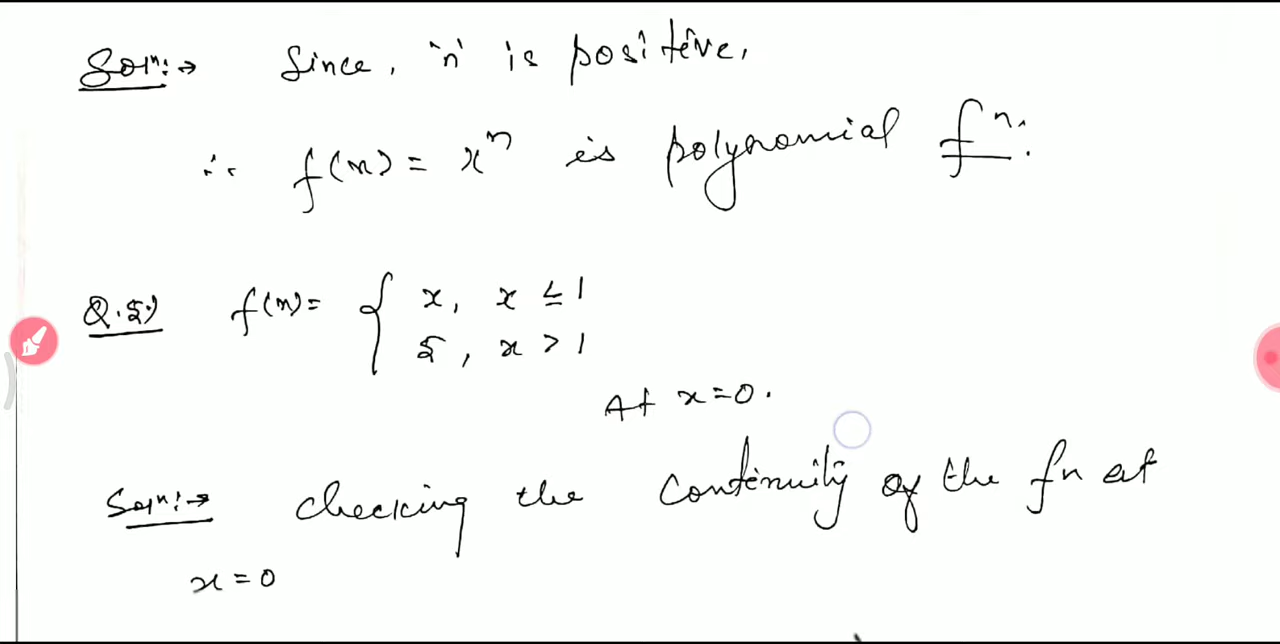 Solⁿ:→ Since, 'n' is positive,
∴ f(x) = xⁿ is polynomial fⁿ.
Q.5) f(x) = { x, x ≤ 1
5, x > 1
At x=0.
Solⁿ:→ Checking the continuity of the fn at
x = 0